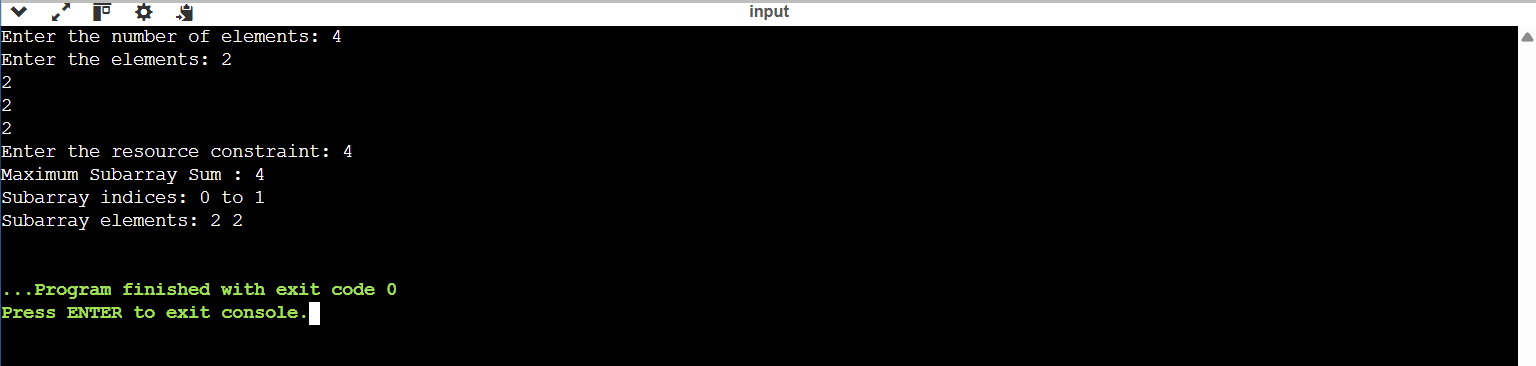 input
Enter the number of elements: 4
Enter the elements: 2
2
2
2
Enter the resource constraint: 4
Maximum Subarray Sum : 4
Subarray indices: 0 to 1
Subarray elements: 2 2
...Program finished with exit code 0
Press ENTER to exit console.